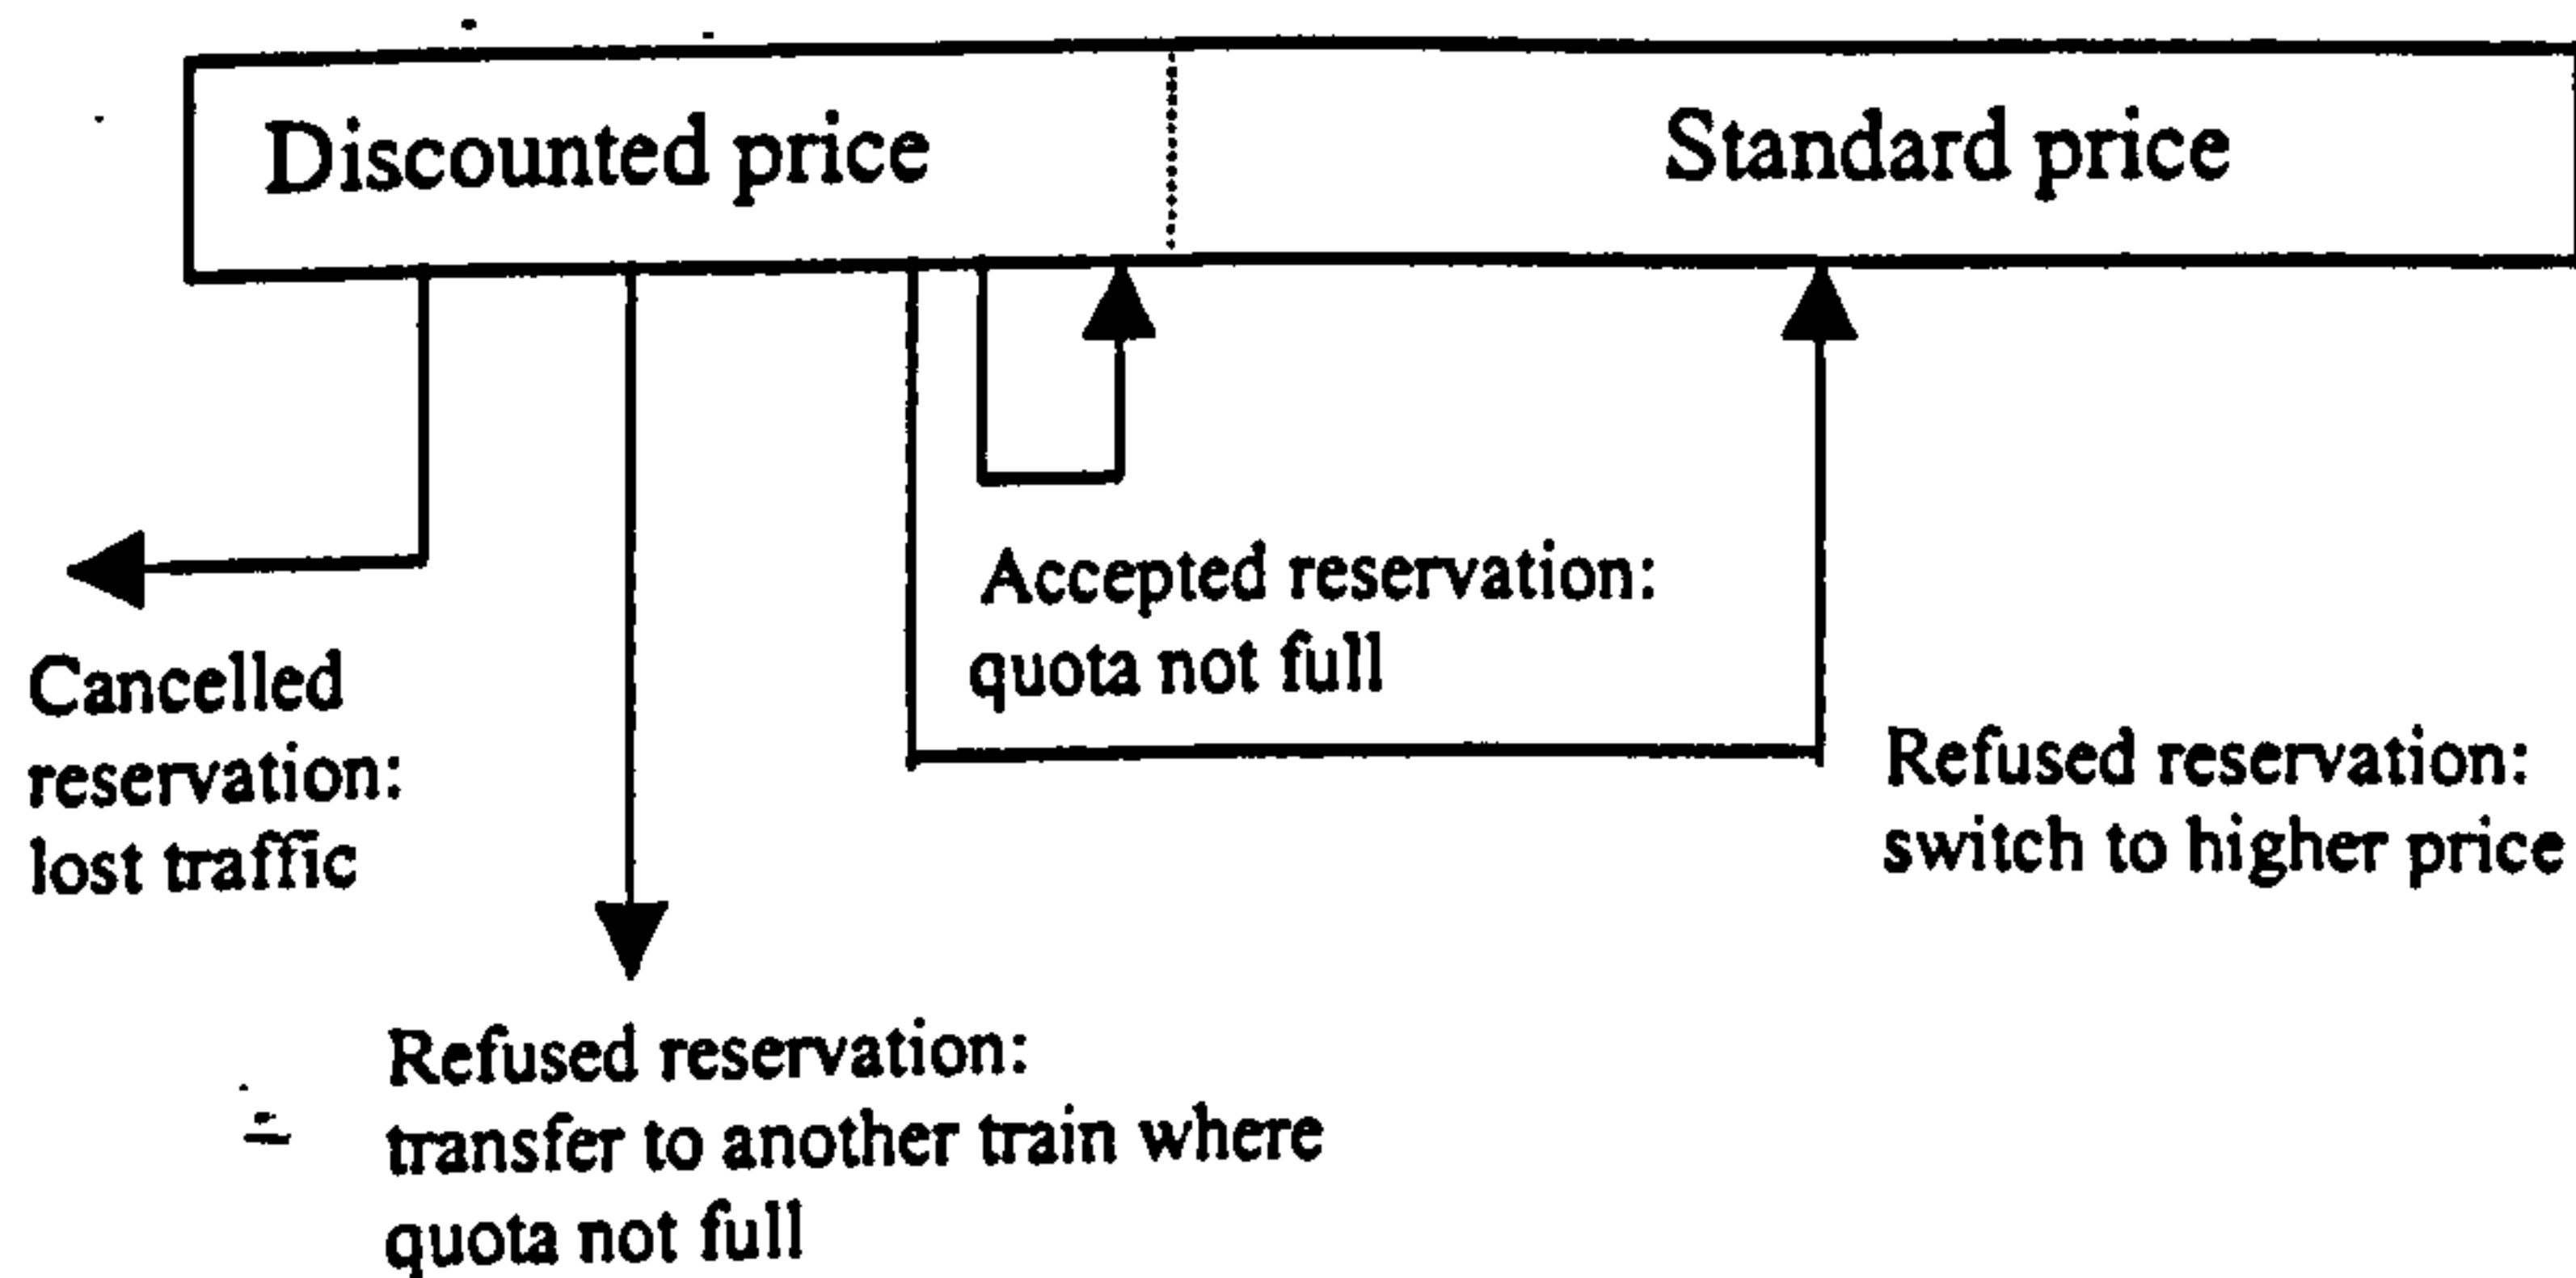 Discounted price
Standard price
Accepted reservation:
quota not full
Cancelled
reservation:
lost traffic
Refused reservation:
switch to higher price
Refused reservation:
transfer to another train where
quota not full